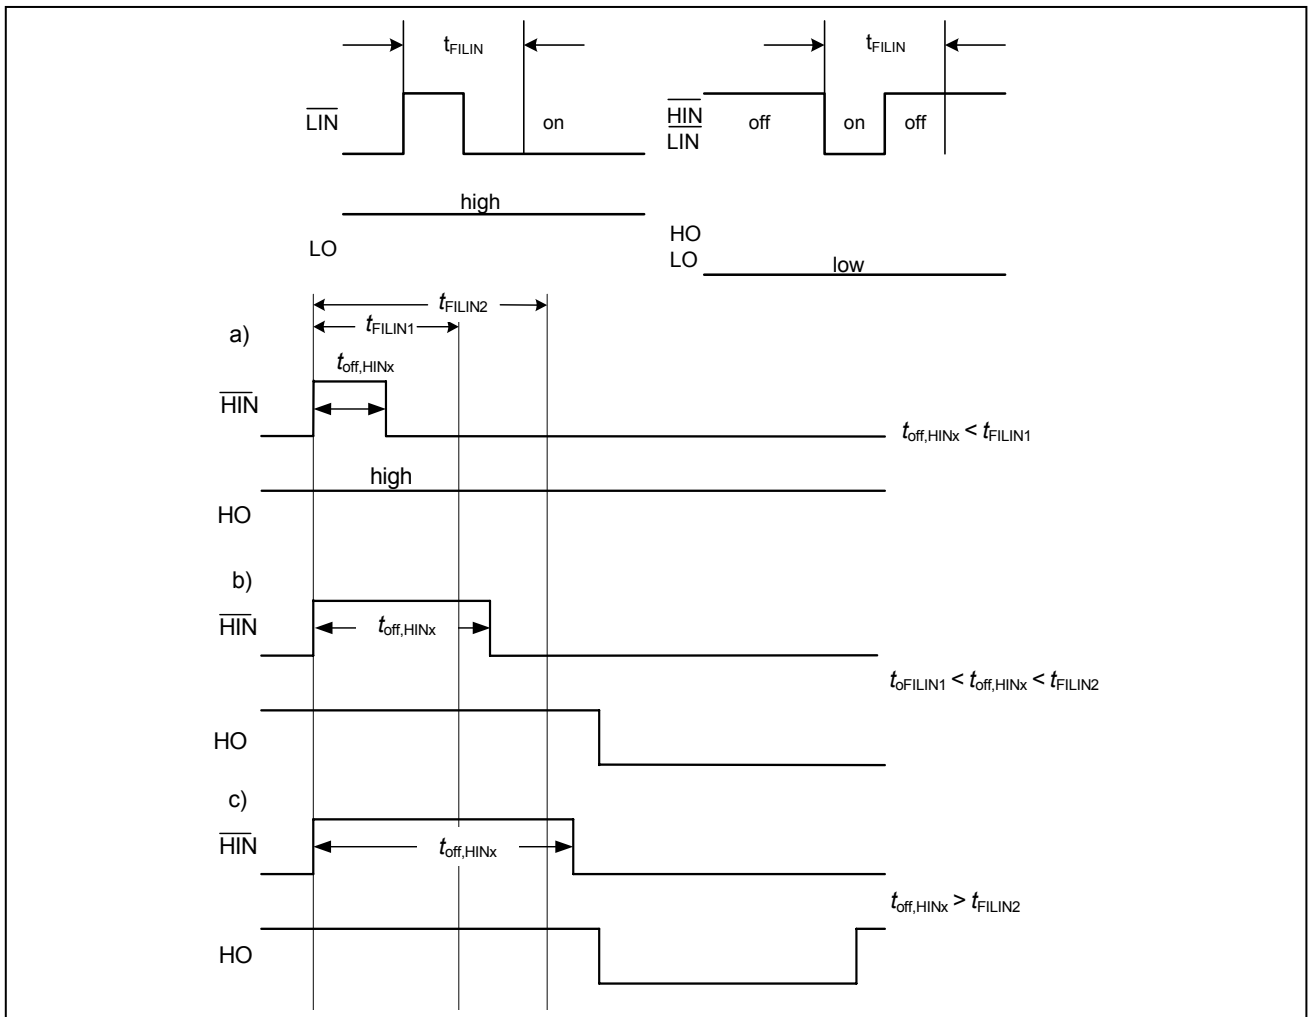 tFILIN tFILIN
LIN on
HIN
LIN off on off
high
LO
HO
LO low
tFILIN2
tFILIN1
a)
toff,HINx
HIN
toff,HINx < tFILIN1
high
HO
b)
HIN toff,HINx
toFILIN1 < toff,HINx < tFILIN2
HO
c)
HIN toff,HINx
toff,HINx > tFILIN2
HO